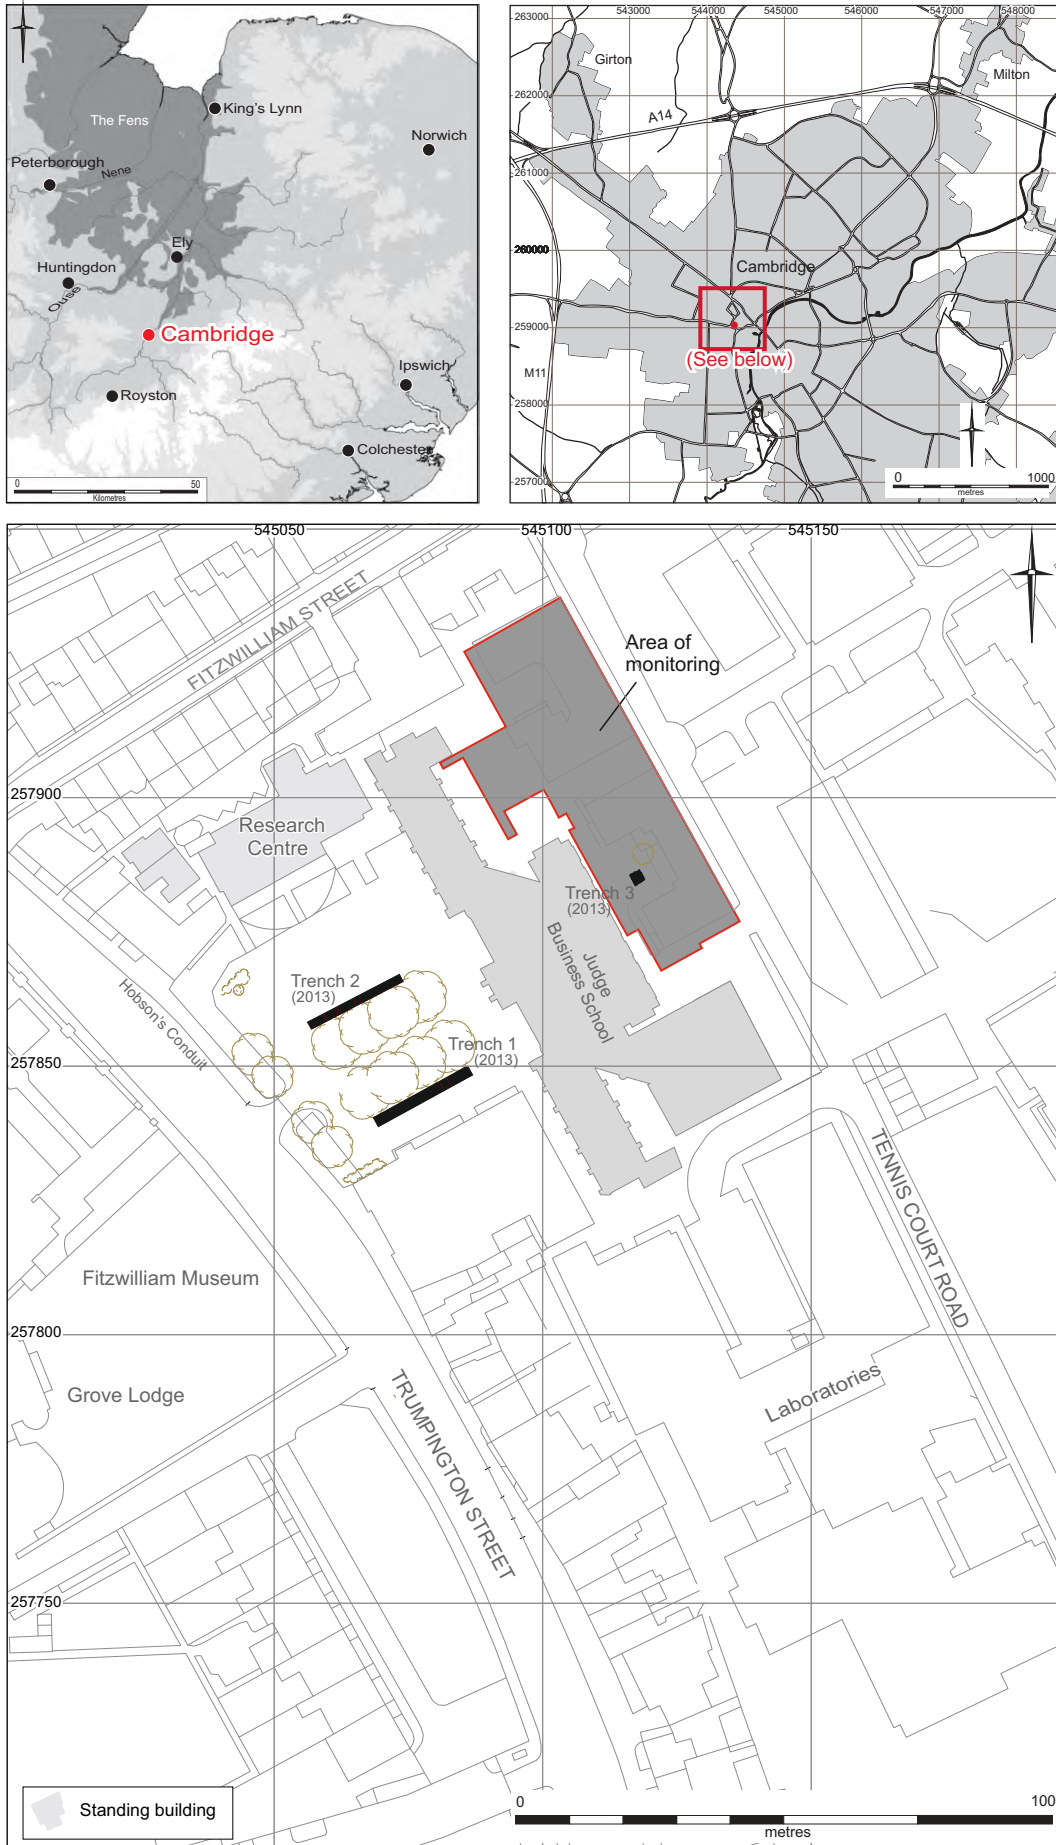 The Fens
King's Lynn
Norwich
Peterborough
Nene
Ely
Huntingdon
Ouse
Cambridge
Ipswich
Royston
Colchester
0 50
Kilometres
543000 544000 545000 546000 547000 548000
263000
Girton
Milton
262000
A14
261000
260000
Cambridge
259000
(See below)
M11
258000
0 1000
metres
257000
545050 545100 545150
FITZWILLIAM STREET
Area of
monitoring
257900
Research
Centre
Trench 3
(2013)
Judge
Business School
Trench 2
(2013)
Hobson's Conduit
Trench 1
(2013)
257850
TENNIS COURT ROAD
Fitzwilliam Museum
257800
Grove Lodge
TRUMPINGTON STREET
Laboratories
257750
Standing building
0 100
metres